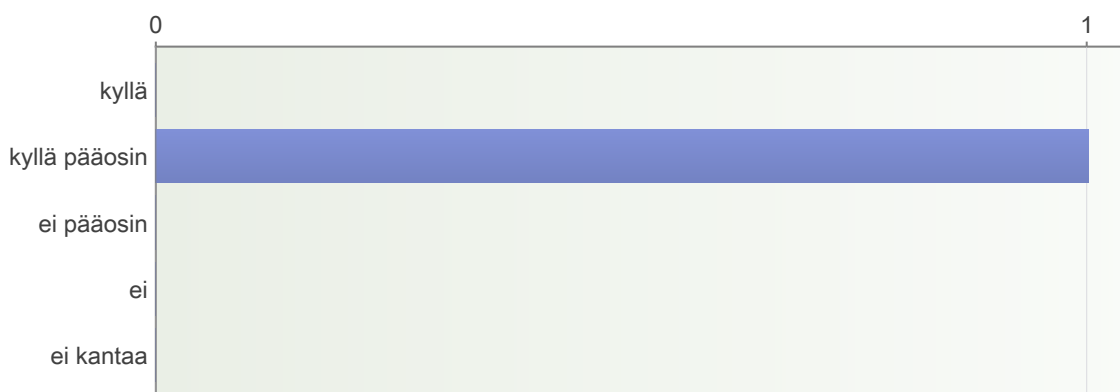 0 1
kyllä
kyllä pääosin
ei pääosin
ei
ei kantaa